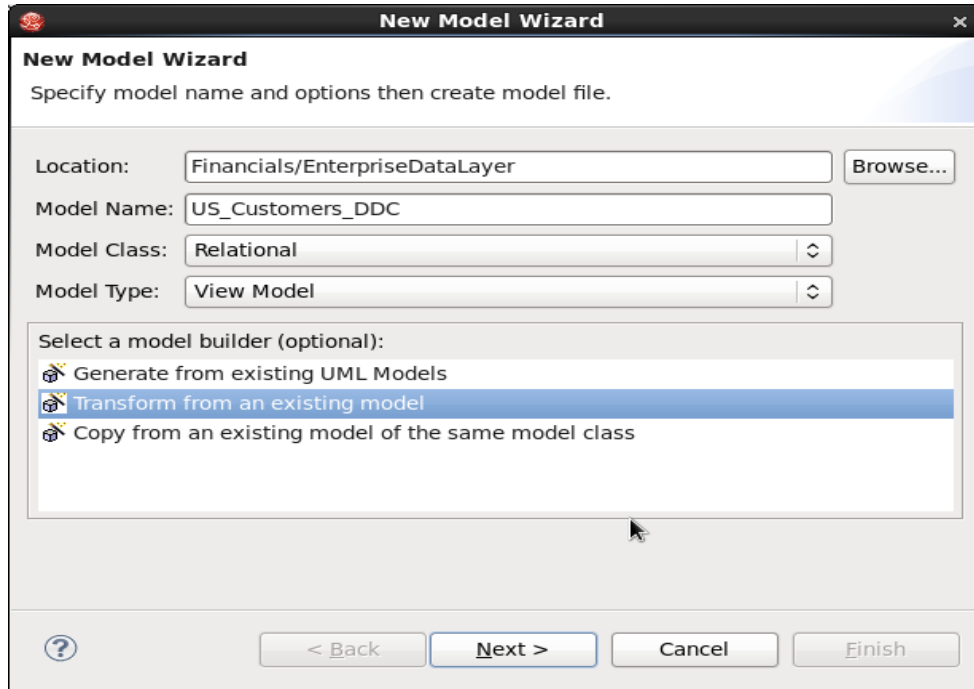 New Model Wizard
New Model Wizard
Specify model name and options then create model file.
Location: Financials/EnterpriseDataLayer Browse...
Model Name: US_Customers_DDC
Model Class: Relational
Model Type: View Model
Select a model builder (optional):
Generate from existing UML Models
Transform from an existing model
Copy from an existing model of the same model class
< Back Next > Cancel Finish